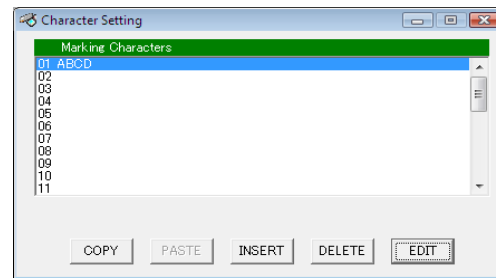 Character Setting
Marking Characters
01 ABCD
02
03
04
05
06
07
08
09
10
11
COPY PASTE INSERT DELETE EDIT